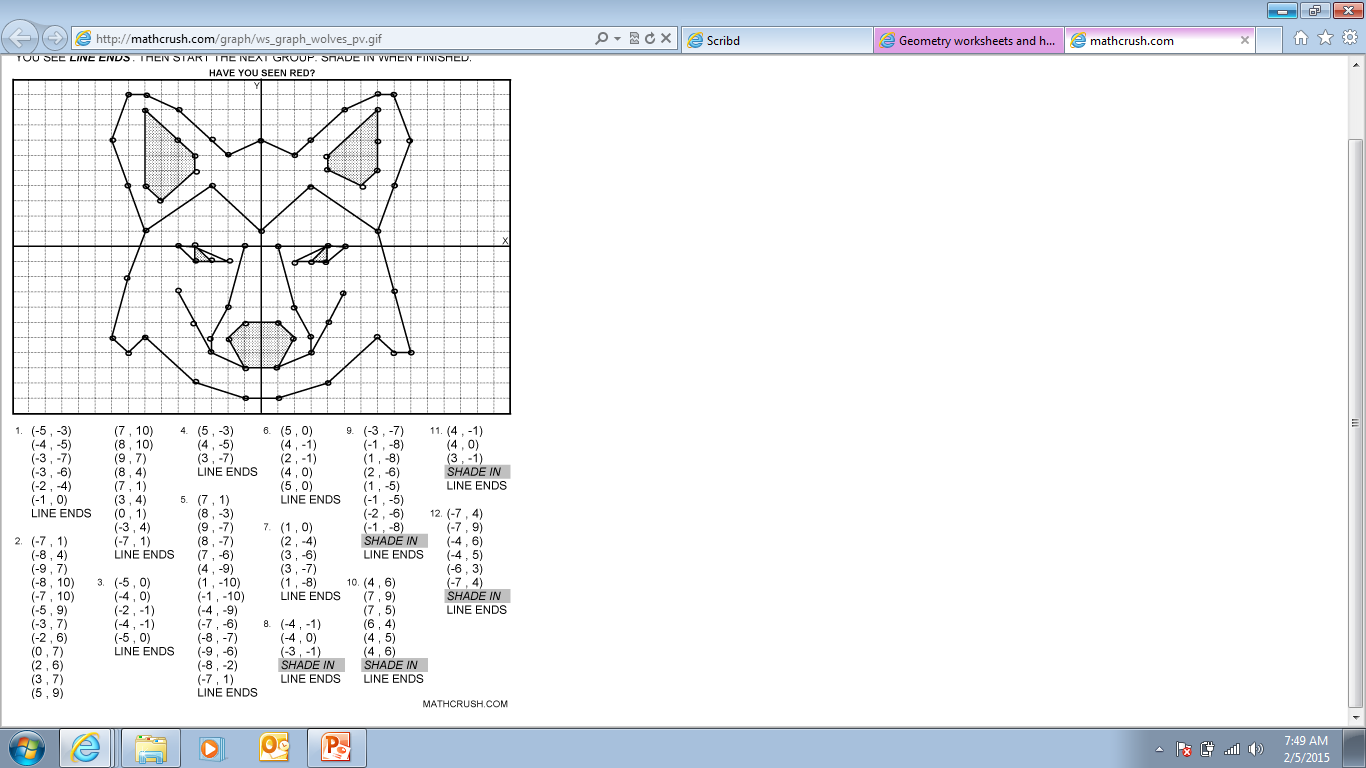 http://mathcrush.com/graph/ws_graph_wolves_pv.gif
Scribd
Geometry worksheets and h...
mathcrush.com
YOU SEE LINE ENDS . THEN START THE NEXT GROUP. SHADE IN WHEN FINISHED.
HAVE YOU SEEN RED?
Y
X
1. (-5 , -3)
(-4 , -5)
(-3 , -7)
(-3 , -6)
(-2 , -4)
(-1 , 0)
LINE ENDS
2. (-7 , 1)
(-8 , 4)
(-9 , 7)
(-8 , 10)
(-7 , 10)
(-5 , 9)
(-3 , 7)
(-2 , 6)
(0 , 7)
(2 , 6)
(3 , 7)
(5 , 9)
(7 , 10)
(8 , 10)
(9 , 7)
(8 , 4)
(7 , 1)
(3 , 4)
(0 , 1)
(-3 , 4)
(-7 , 1)
LINE ENDS
3. (-5 , 0)
(-4 , 0)
(-2 , -1)
(-4 , -1)
(-5 , 0)
LINE ENDS
4. (5 , -3)
(4 , -5)
(3 , -7)
LINE ENDS
5. (7 , 1)
(8 , -3)
(9 , -7)
(8 , -7)
(7 , -6)
(4 , -9)
(1 , -10)
(-1 , -10)
(-4 , -9)
(-7 , -6)
(-8 , -7)
(-9 , -6)
(-8 , -2)
(-7 , 1)
LINE ENDS
6. (5 , 0)
(4 , -1)
(2 , -1)
(4 , 0)
(5 , 0)
LINE ENDS
7. (1 , 0)
(2 , -4)
(3 , -6)
(3 , -7)
(1 , -8)
LINE ENDS
8. (-4 , -1)
(-4 , 0)
(-3 , -1)
SHADE IN
LINE ENDS
9. (-3 , -7)
(-1 , -8)
(1 , -8)
(2 , -6)
(1 , -5)
(-1 , -5)
(-2 , -6)
(-1 , -8)
SHADE IN
LINE ENDS
10. (4 , 6)
(7 , 9)
(7 , 5)
(6 , 4)
(4 , 5)
(4 , 6)
SHADE IN
LINE ENDS
11. (4 , -1)
(4 , 0)
(3 , -1)
SHADE IN
LINE ENDS
12. (-7 , 4)
(-7 , 9)
(-4 , 6)
(-4 , 5)
(-6 , 3)
(-7 , 4)
SHADE IN
LINE ENDS
MATHCRUSH.COM
7:49 AM
2/5/2015